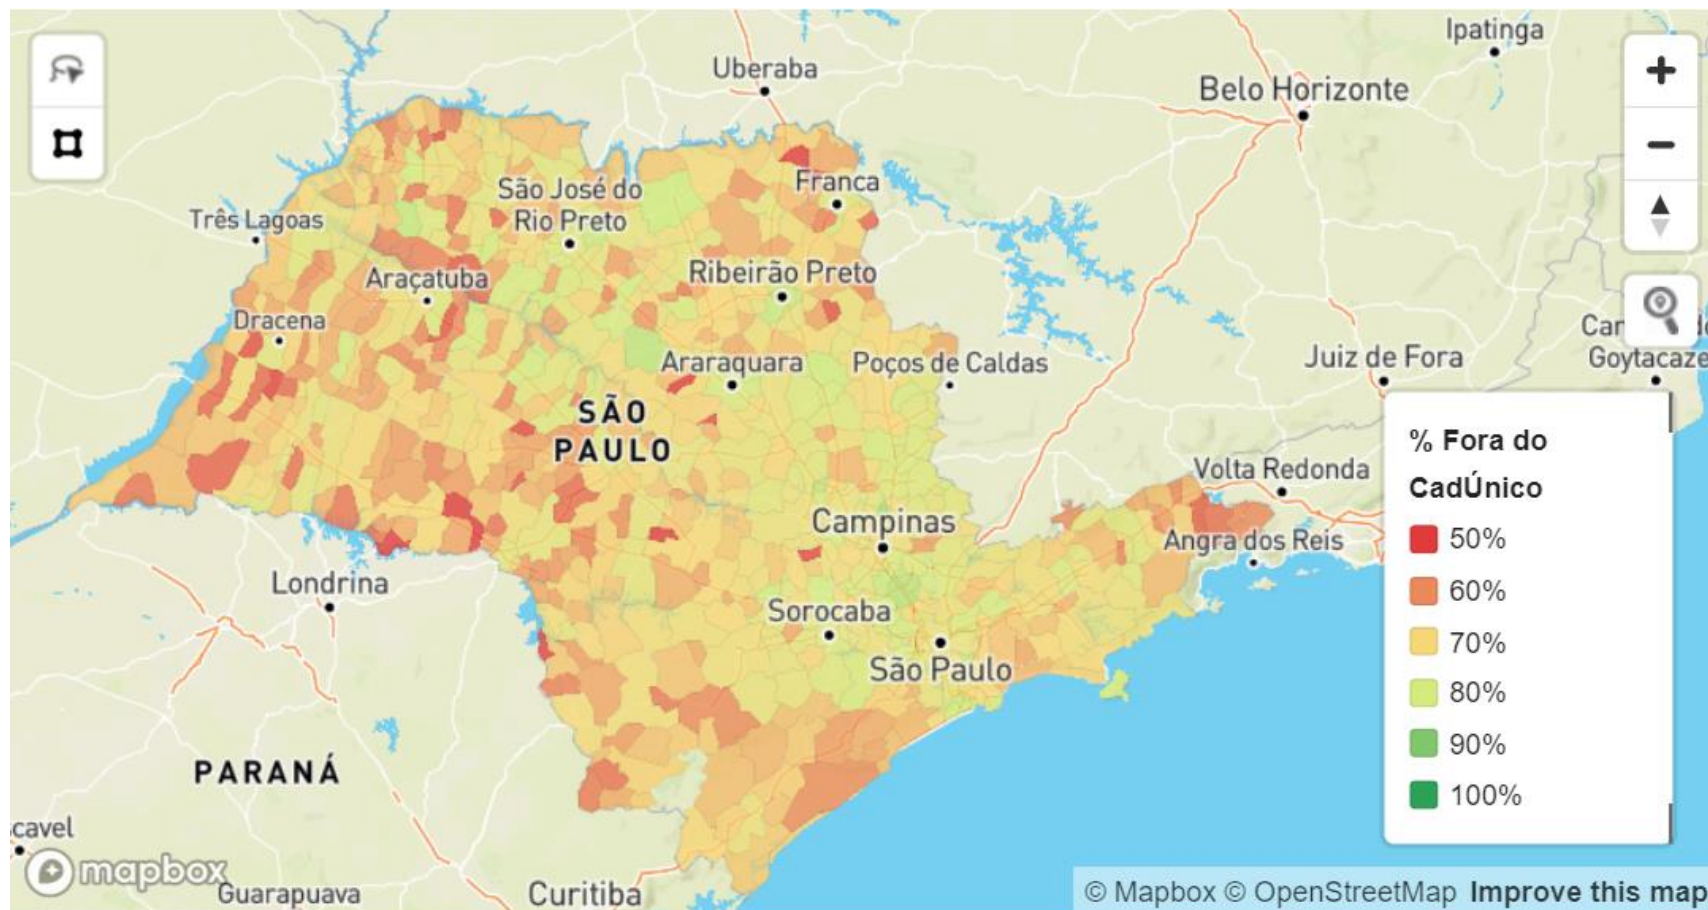 Ipatinga
Uberaba
Belo Horizonte
Franca
São José do
Rio Preto
Três Lagoas
Araçatuba
Ribeirão Preto
Dracena
Araraquara
Poços de Caldas
Juiz de Fora
Goytacaze
SÃO
PAULO
Volta Redonda
Campinas
Angra dos Reis
Londrina
Sorocaba
São Paulo
PARANÁ
cavel
Guarapuava
Curitiba
% Fora do
CadÚnico
50%
60%
70%
80%
90%
100%
mapbox
© Mapbox © OpenStreetMap Improve this map